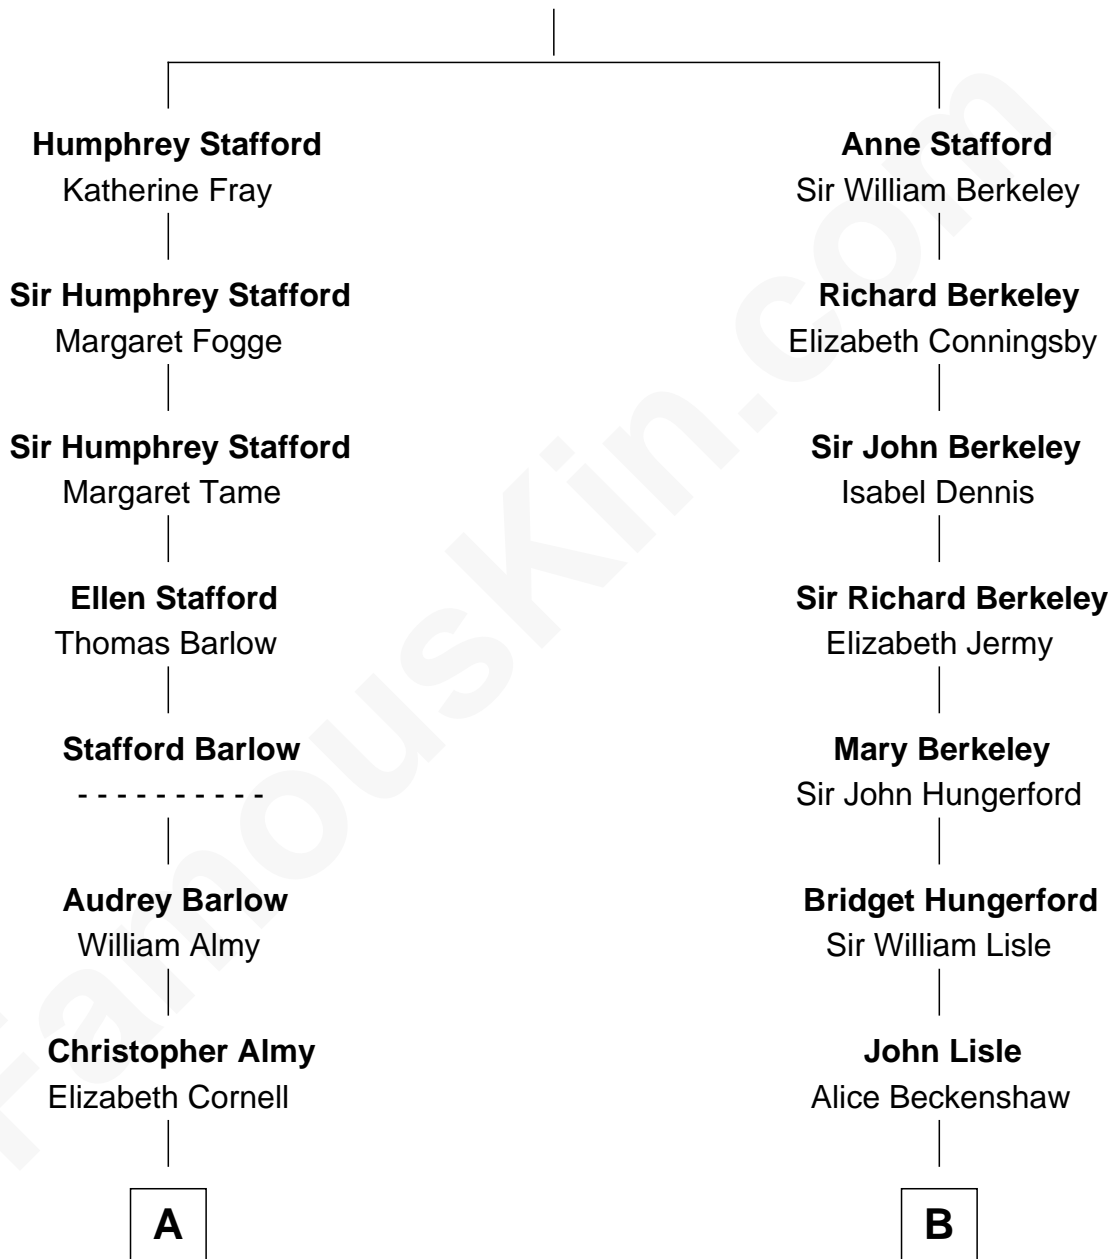 Humphrey Stafford
Katherine Fray
Sir Humphrey Stafford
Margaret Fogge
Sir Humphrey Stafford
Margaret Tame
Ellen Stafford
Thomas Barlow
Stafford Barlow
- - - - - - - - - -
Audrey Barlow
William Almy
Christopher Almy
Elizabeth Cornell
A
Anne Stafford
Sir William Berkeley
Richard Berkeley
Elizabeth Conningsby
Sir John Berkeley
Isabel Dennis
Sir Richard Berkeley
Elizabeth Jermy
Mary Berkeley
Sir John Hungerford
Bridget Hungerford
Sir William Lisle
John Lisle
Alice Beckenshaw
B
FamousKin.com